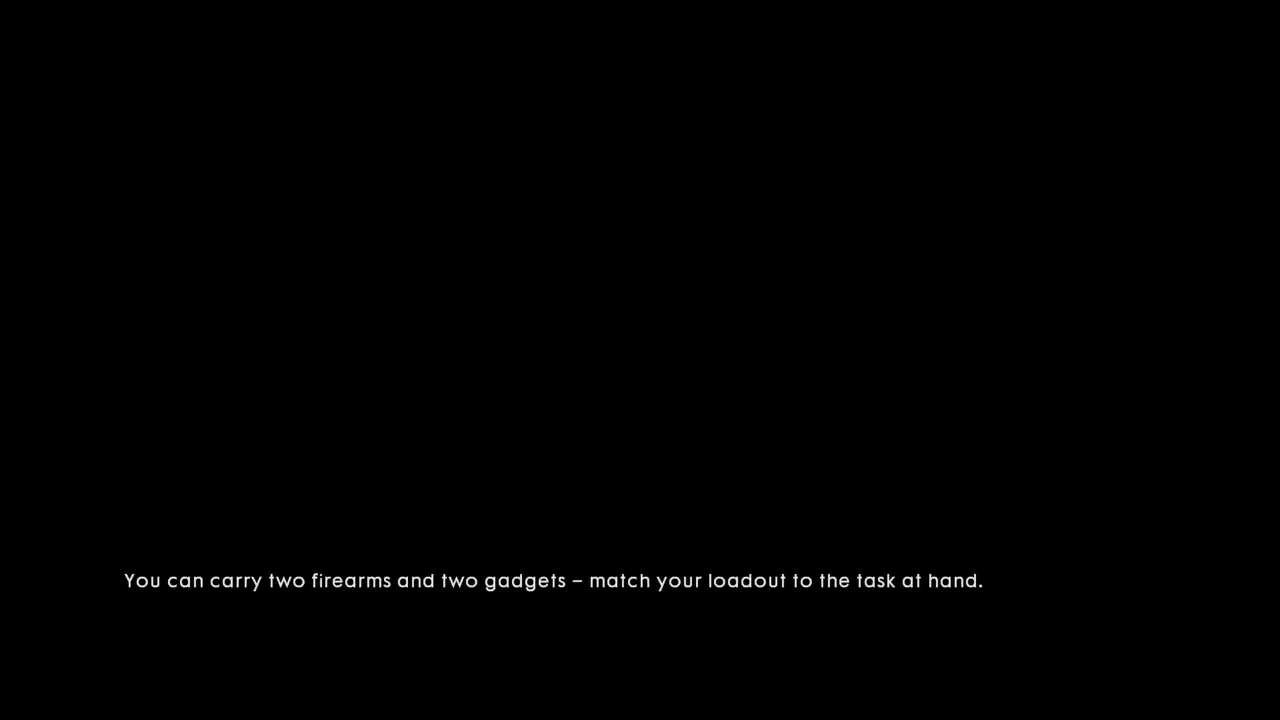 You can carry two firearms and two gadgets – match your loadout to the task at hand.